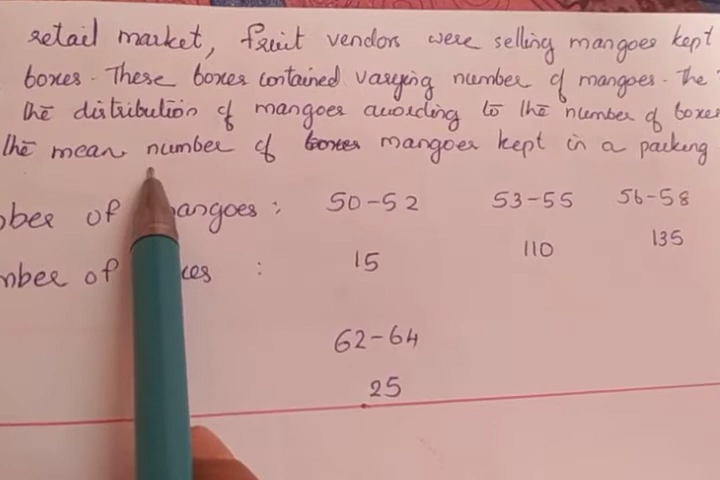 retail market, fruit vendors were selling mangoes kept
boxes. These boxes contained varying number of mangoes. The
the distribution of mangoes according to the number of boxes
the mean number of mangoes kept in a packing
of mangoes : 50-52 53-55 56-58
of : 15 110 135
62-64
25